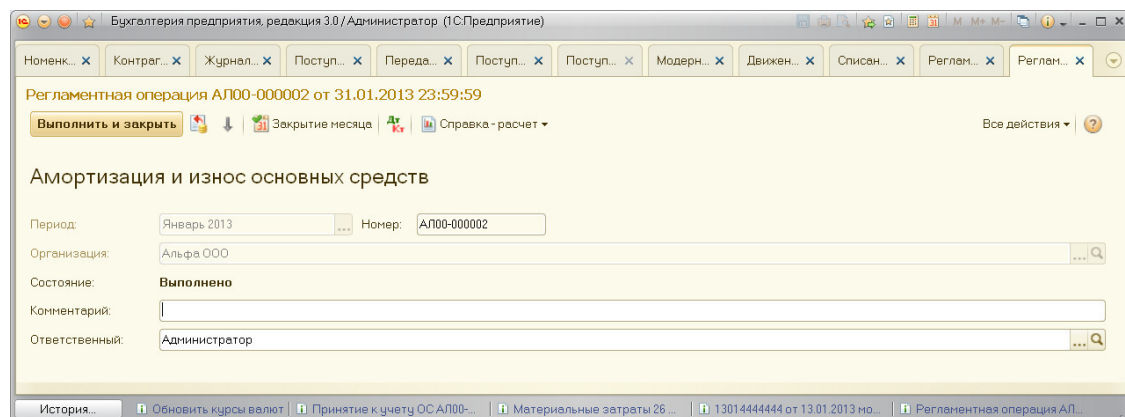 Бухгалтерия предприятия, редакция 3.0 / Администратор (1С:Предприятие)
M M+ M-
Номенк... Контраг... Журнал... Поступ... Переда... Поступ... Поступ... Модерн... Движен... Списан... Реглам... Реглам...
Регламентная операция АЛ00-000002 от 31.01.2013 23:59:59
Выполнить и закрыть Закрытие месяца Дт Кт Справка-расчет Все действия ?
Амортизация и износ основных средств
Период: Январь 2013 ... Номер: АЛ00-000002
Организация: Альфа ООО ...
Состояние: Выполнено
Комментарий:
Ответственный: Администратор ...
История... Обновить курсы валют Принятие к учету ОС АЛ00-... Материальные затраты 26 ... 13014444444 от 13.01.2013 мо... Регламентная операция АЛ...